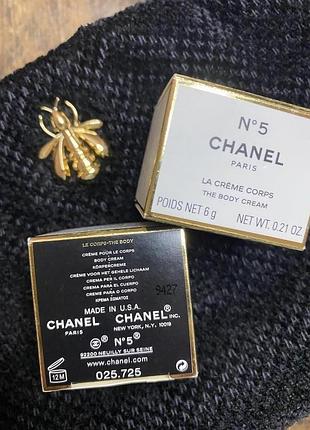 N°5
CHANEL
PARIS
LA CRÈME CORPS
THE BODY CREAM
POIDS NET 6 g NET WT. 0.21 OZ
LE CORPS-THE BODY
CRÈME POUR LE CORPS
BODY CREAM
KÖRPERCREME
CRÈME VOOR HET GEHELE LICHAAM
CREMA PER IL CORPO
CREMA PARA EL CUERPO
CREME PARA O CORPO
ΚΡΕΜΑ ΣΩΜΑΤΟΣ
9427
MADE IN U.S.A.
CHANEL CHANEL® INC.
PARIS NEW YORK, N.Y. 10019
N°5®
92200 NEUILLY SUR SEINE
www.chanel.com
12M
025.725